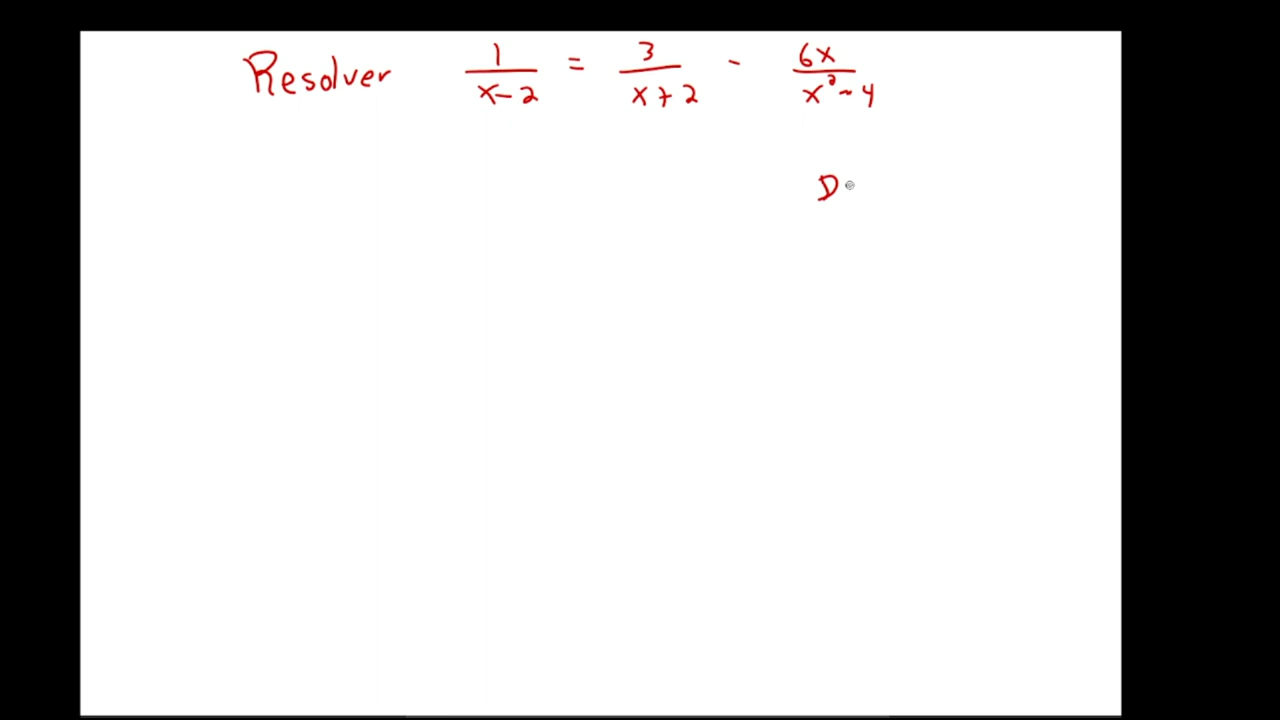 Resolver 1/(x-2) = 3/(x+2) - 6x/(x²-4)
D